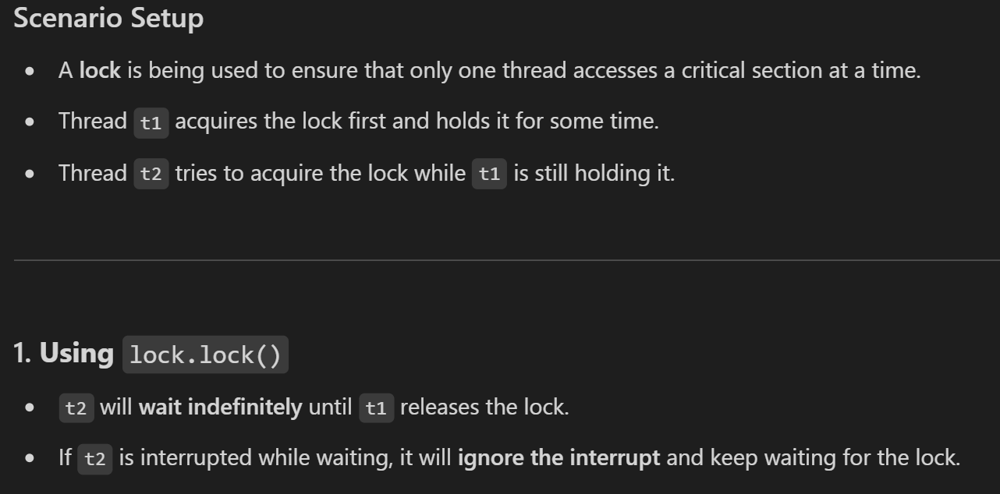 Scenario Setup
A lock is being used to ensure that only one thread accesses a critical section at a time.
Thread t1 acquires the lock first and holds it for some time.
Thread t2 tries to acquire the lock while t1 is still holding it.
1. Using lock.lock()
t2 will wait indefinitely until t1 releases the lock.
If t2 is interrupted while waiting, it will ignore the interrupt and keep waiting for the lock.